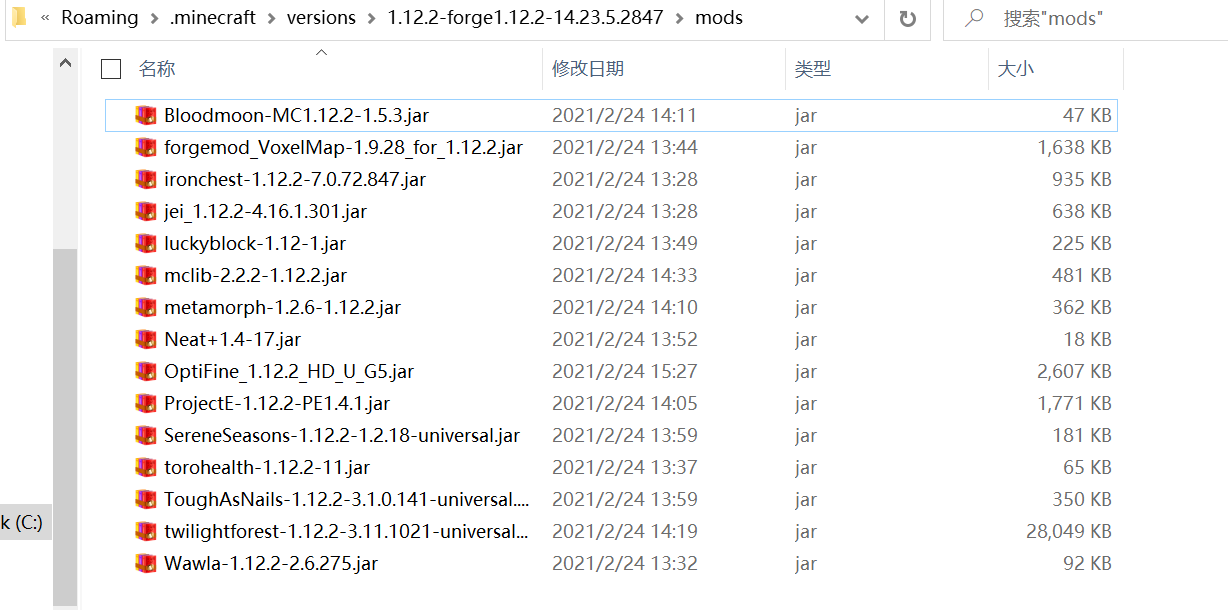 « Roaming > .minecraft > versions > 1.12.2-forge1.12.2-14.23.5.2847 > mods 搜索"mods"
名称 修改日期 类型 大小
Bloodmoon-MC1.12.2-1.5.3.jar 2021/2/24 14:11 jar 47 KB
forgemod_VoxelMap-1.9.28_for_1.12.2.jar 2021/2/24 13:44 jar 1,638 KB
ironchest-1.12.2-7.0.72.847.jar 2021/2/24 13:28 jar 935 KB
jei_1.12.2-4.16.1.301.jar 2021/2/24 13:28 jar 638 KB
luckyblock-1.12-1.jar 2021/2/24 13:49 jar 225 KB
mclib-2.2.2-1.12.2.jar 2021/2/24 14:33 jar 481 KB
metamorph-1.2.6-1.12.2.jar 2021/2/24 14:10 jar 362 KB
Neat+1.4-17.jar 2021/2/24 13:52 jar 18 KB
OptiFine_1.12.2_HD_U_G5.jar 2021/2/24 15:27 jar 2,607 KB
ProjectE-1.12.2-PE1.4.1.jar 2021/2/24 14:05 jar 1,771 KB
SereneSeasons-1.12.2-1.2.18-universal.jar 2021/2/24 13:59 jar 181 KB
torohealth-1.12.2-11.jar 2021/2/24 13:37 jar 65 KB
ToughAsNails-1.12.2-3.1.0.141-universal.... 2021/2/24 13:59 jar 350 KB
k (C:)
twilightforest-1.12.2-3.11.1021-universal... 2021/2/24 14:19 jar 28,049 KB
Wawla-1.12.2-2.6.275.jar 2021/2/24 13:32 jar 92 KB